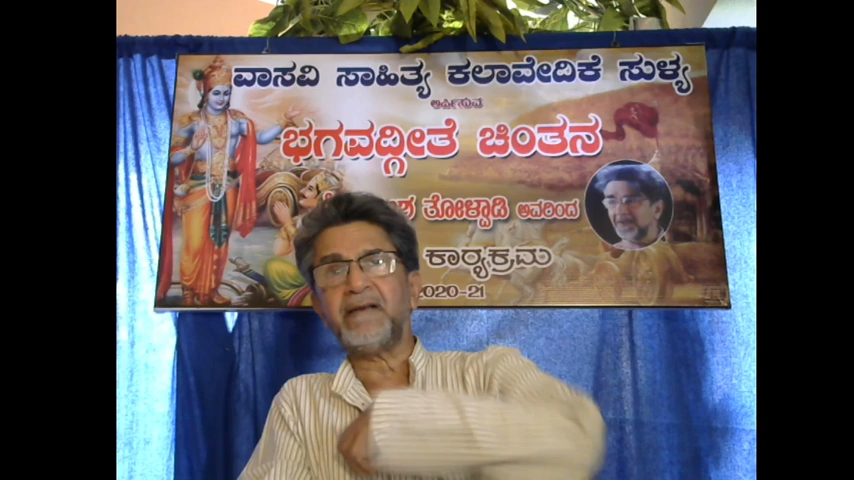 ವಾಸವಿ ಸಾಹಿತ್ಯ ಕಲಾವೇದಿಕೆ ಸುಳ್ಯ
ಅರ್ಪಿಸುವ
ಭಗವದ್ಗೀತೆ ಚಿಂತನ
ತೋಳ್ಪಾಡಿ ಅವರಿಂದ
ಕಾರ್ಯಕ್ರಮ
2020-21